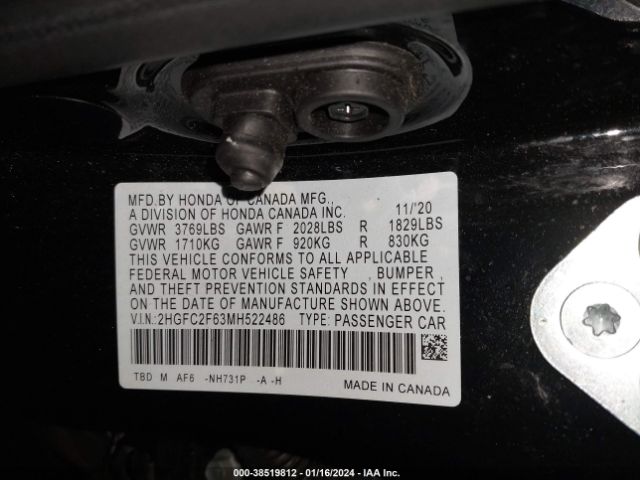 MFD.BY HONDA OF CANADA MFG.,
A DIVISION OF HONDA CANADA INC. 11/'20
GVWR 3769LBS GAWR F 2028LBS R 1829LBS
GVWR 1710KG GAWR F 920KG R 830KG
THIS VEHICLE CONFORMS TO ALL APPLICABLE
FEDERAL MOTOR VEHICLE SAFETY , BUMPER ,
AND THEFT PREVENTION STANDARDS IN EFFECT
ON THE DATE OF MANUFACTURE SHOWN ABOVE.
V.I.N.:2HGFC2F63MH522486 TYPE: PASSENGER CAR
TBD M AF6 -NH731P -A -H
MADE IN CANADA
000-38519812 - 01/16/2024 - IAA Inc.